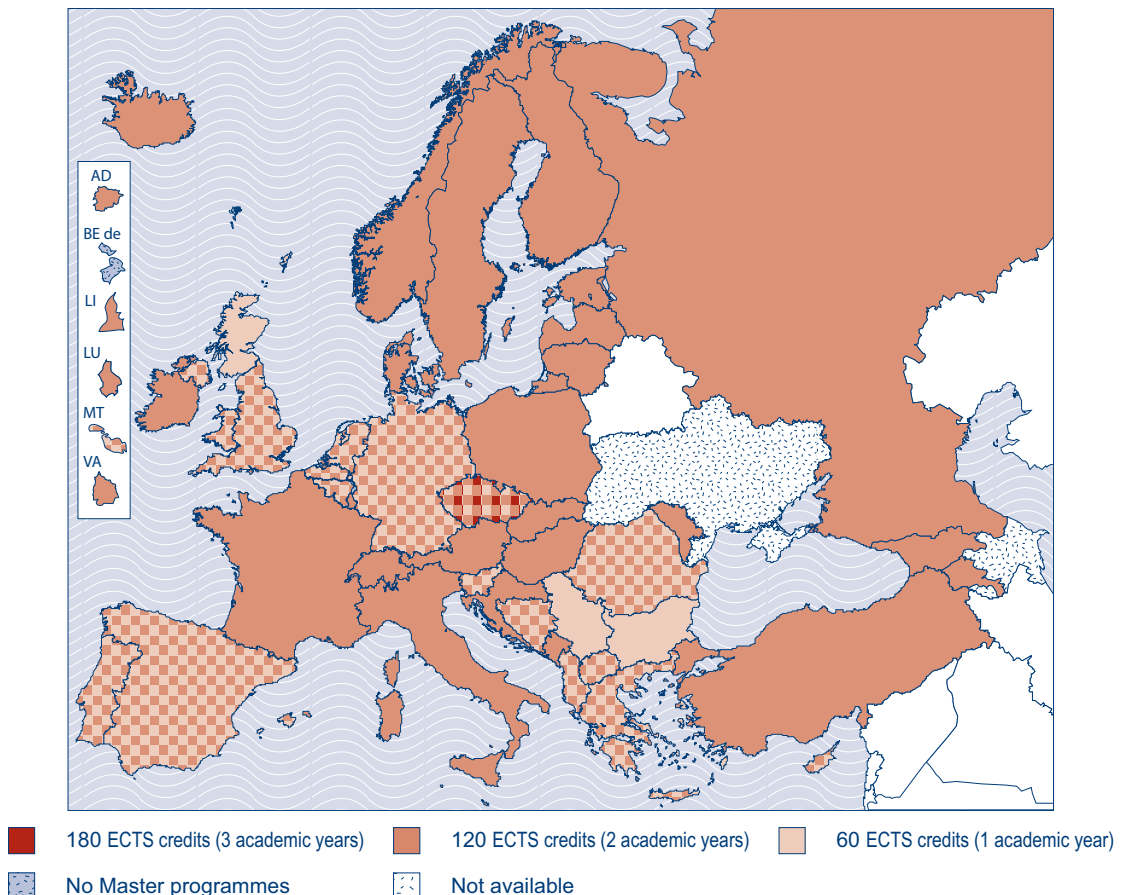 AD
BE de
LI
LU
MT
VA
180 ECTS credits (3 academic years)
120 ECTS credits (2 academic years)
60 ECTS credits (1 academic year)
No Master programmes
Not available